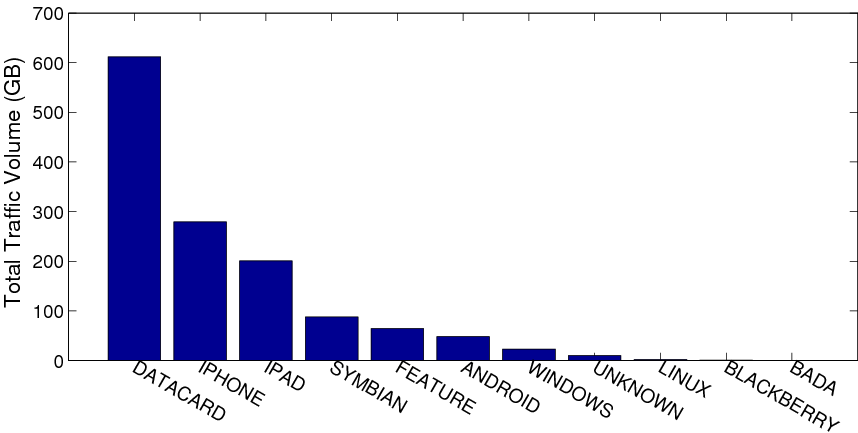 700
600
500
400
300
200
100
0
Total Traffic Volume (GB)
DATACARD
IPHONE
IPAD
SYMBIAN
FEATURE
ANDROID
WINDOWS
UNKNOWN
LINUX
BLACKBERRY
BADA